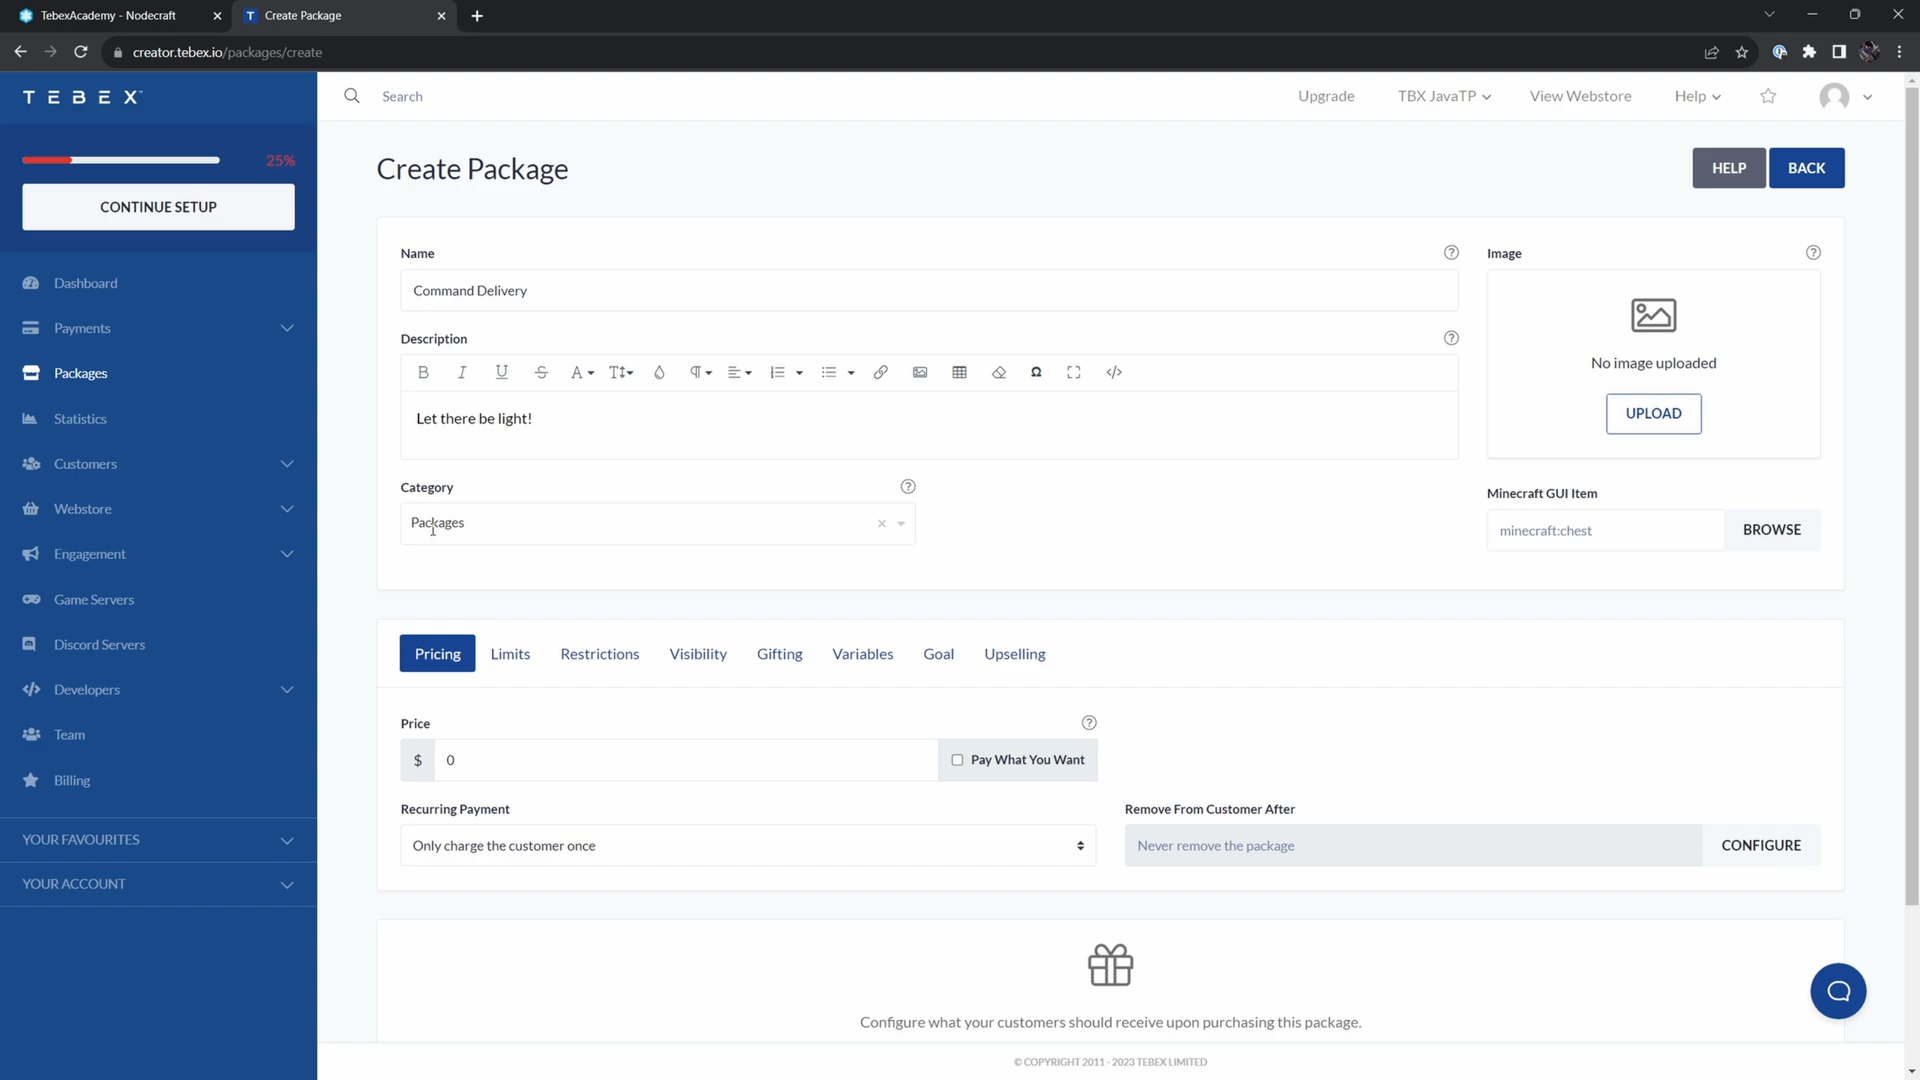 TebexAcademy - Nodecraft
Create Package
creator.tebex.io/packages/create
TEBEX™
Search
Upgrade
TBX JavaTP
View Webstore
Help
25%
CONTINUE SETUP
Dashboard
Payments
Packages
Statistics
Customers
Webstore
Engagement
Game Servers
Discord Servers
Developers
Team
Billing
YOUR FAVOURITES
YOUR ACCOUNT
Create Package
HELP
BACK
Name
Command Delivery
Description
Let there be light!
Category
Packages
Image
No image uploaded
UPLOAD
Minecraft GUI Item
minecraft:chest
BROWSE
Pricing
Limits
Restrictions
Visibility
Gifting
Variables
Goal
Upselling
Price
$ 0
Pay What You Want
Recurring Payment
Only charge the customer once
Remove From Customer After
Never remove the package
CONFIGURE
Configure what your customers should receive upon purchasing this package.
© COPYRIGHT 2011 - 2023 TEBEX LIMITED